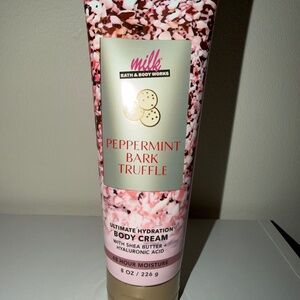 milk
BATH & BODY WORKS
PEPPERMINT
BARK
TRUFFLE
ULTIMATE HYDRATION
BODY CREAM
WITH SHEA BUTTER +
HYALURONIC ACID
HOUR MOISTURE
8 OZ / 226 g